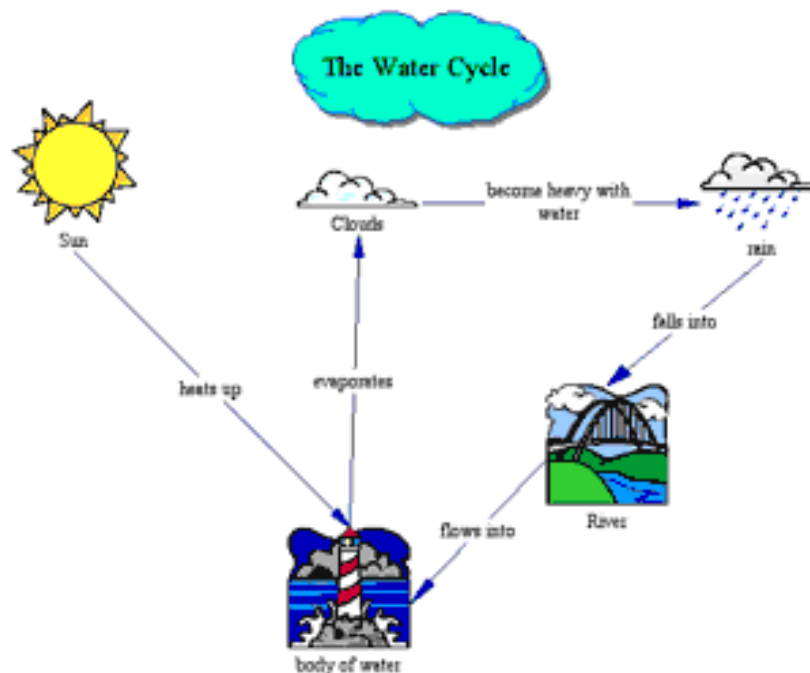 The Water Cycle
Sun
Clouds
become heavy with
water
rain
falls into
heats up
evaporates
River
flows into
body of water